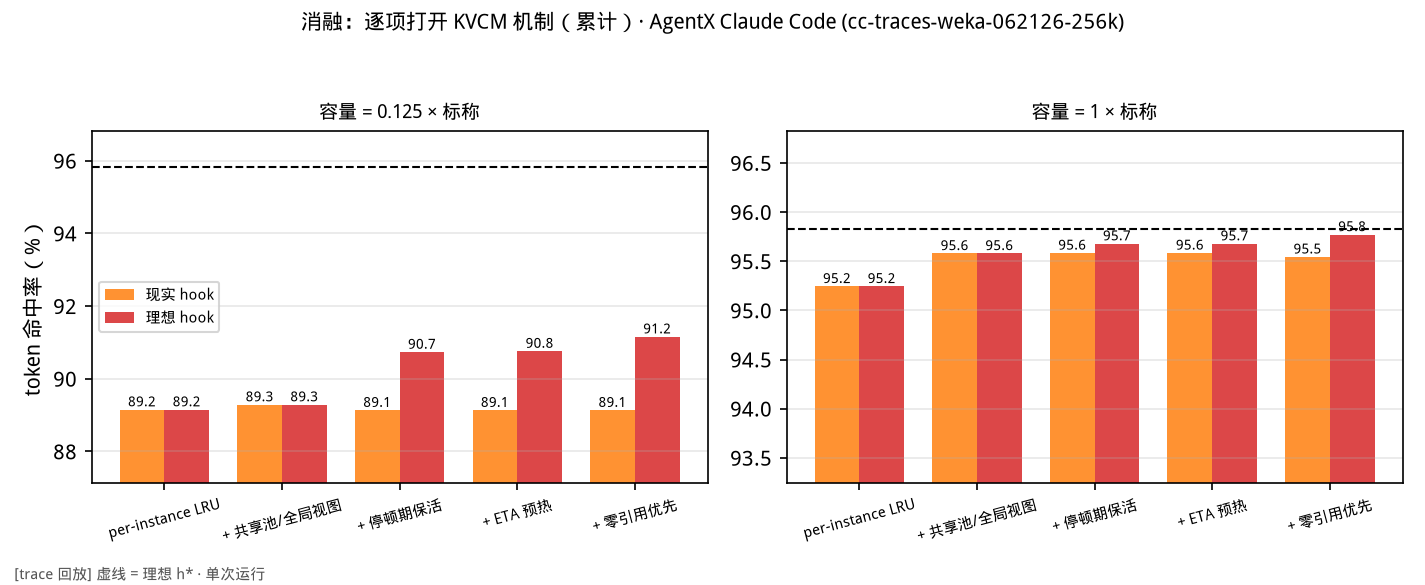 消融：逐项打开 KVCM 机制（累计）· AgentX Claude Code (cc-traces-weka-062126-256k)
容量 = 0.125 × 标称
token 命中率（%）
96
94
92
90
88
现实 hook
理想 hook
89.2 89.2 89.3 89.3 89.1 90.7 89.1 90.8 89.1 91.2
per-instance LRU
+ 共享池/全局视图
+ 停顿期保活
+ ETA 预热
+ 零引用优先
容量 = 1 × 标称
96.5
96.0
95.5
95.0
94.5
94.0
93.5
95.2 95.2 95.6 95.6 95.6 95.7 95.6 95.7 95.5 95.8
per-instance LRU
+ 共享池/全局视图
+ 停顿期保活
+ ETA 预热
+ 零引用优先
[trace 回放] 虚线 = 理想 h* · 单次运行